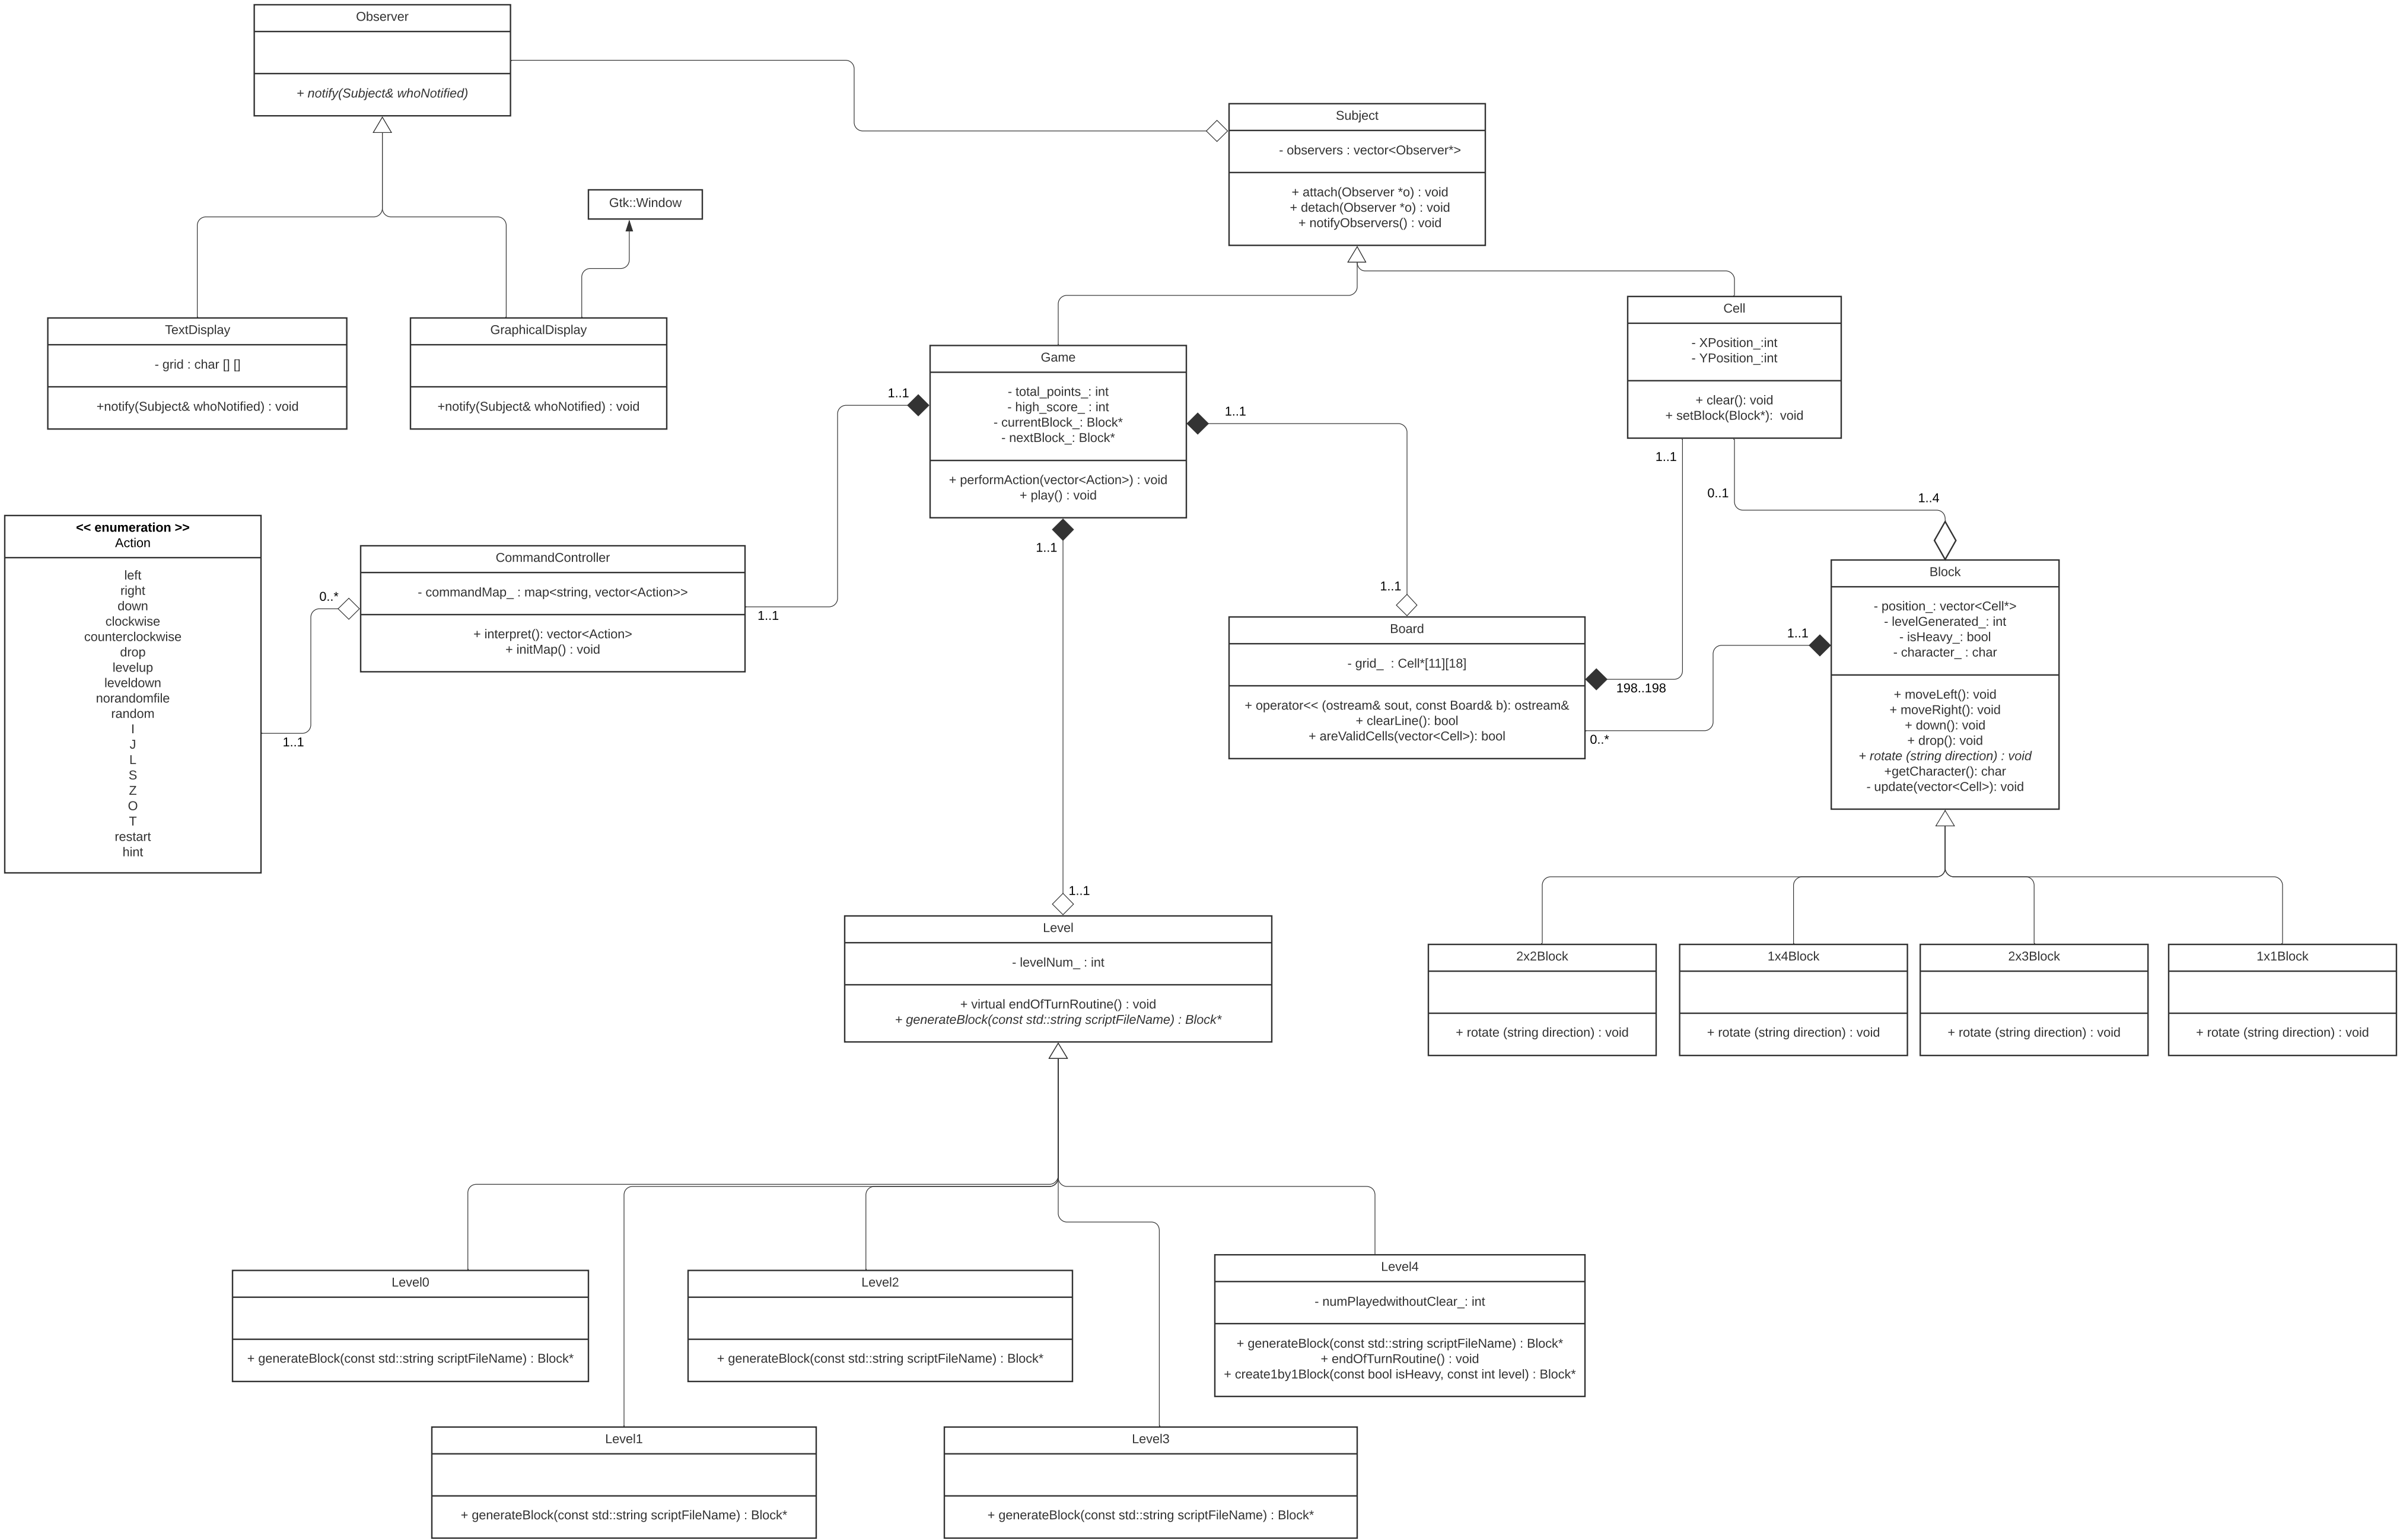 Observer
+ notify(Subject& whoNotified)
Subject
- observers : vector<Observer*>
+ attach(Observer *o) : void
+ detach(Observer *o) : void
+ notifyObservers() : void
Gtk::Window
TextDisplay
- grid : char [] []
+notify(Subject& whoNotified) : void
GraphicalDisplay
+notify(Subject& whoNotified) : void
Game
- total_points_: int
- high_score_ : int
- currentBlock_: Block*
- nextBlock_: Block*
+ performAction(vector<Action>) : void
+ play() : void
1..1
1..1
1..1
Cell
- XPosition_:int
- YPosition_:int
+ clear(): void
+ setBlock(Block*):  void
1..1
0..1
1..4
<< enumeration >>
Action
left
right
down
clockwise
counterclockwise
drop
levelup
leveldown
norandomfile
random
I
J
L
S
Z
O
T
restart
hint
0..*
1..1
CommandController
- commandMap_ : map<string, vector<Action>>
+ interpret(): vector<Action>
+ initMap() : void
1..1
1..1
Board
- grid_  : Cell*[11][18]
+ operator<< (ostream& sout, const Board& b): ostream&
+ clearLine(): bool
+ areValidCells(vector<Cell>): bool
198..198
0..*
1..1
Block
- position_: vector<Cell*>
- levelGenerated_: int
- isHeavy_: bool
- character_ : char
+ moveLeft(): void
+ moveRight(): void
+ down(): void
+ drop(): void
+ rotate (string direction) : void
+getCharacter(): char
- update(vector<Cell>): void
1..1
Level
- levelNum_ : int
+ virtual endOfTurnRoutine() : void
+ generateBlock(const std::string scriptFileName) : Block*
2x2Block
+ rotate (string direction) : void
1x4Block
+ rotate (string direction) : void
2x3Block
+ rotate (string direction) : void
1x1Block
+ rotate (string direction) : void
Level0
+ generateBlock(const std::string scriptFileName) : Block*
Level2
+ generateBlock(const std::string scriptFileName) : Block*
Level4
- numPlayedwithoutClear_: int
+ generateBlock(const std::string scriptFileName) : Block*
+ endOfTurnRoutine() : void
+ create1by1Block(const bool isHeavy, const int level) : Block*
Level1
+ generateBlock(const std::string scriptFileName) : Block*
Level3
+ generateBlock(const std::string scriptFileName) : Block*